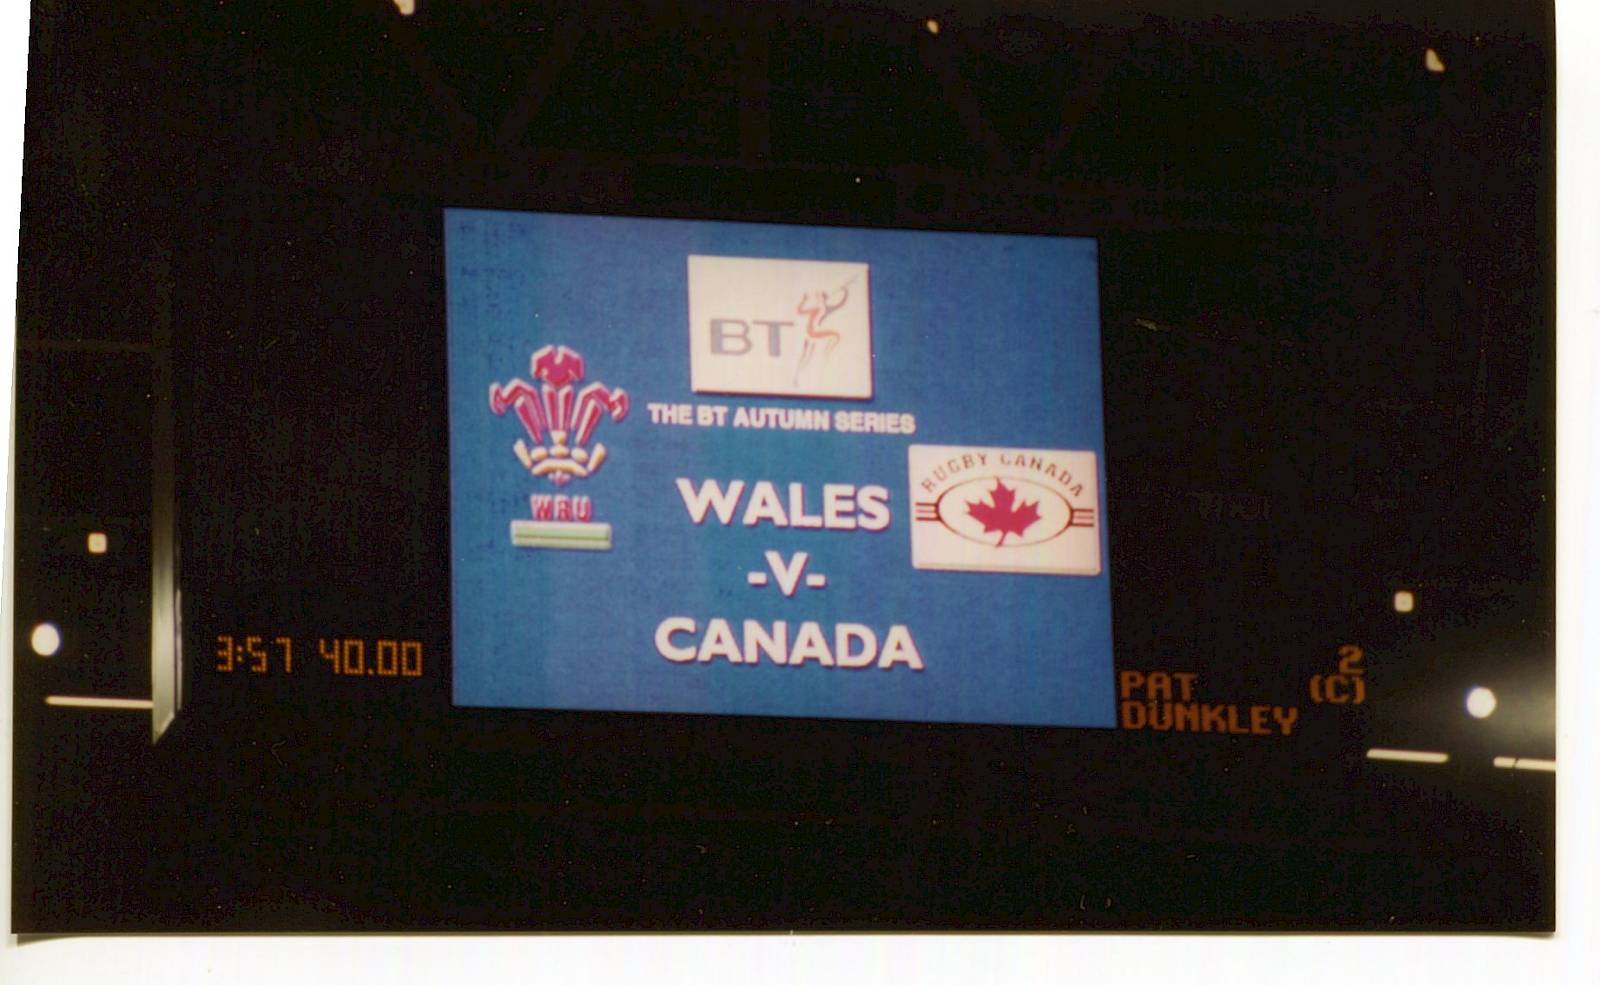 BT
THE BT AUTUMN SERIES
WRU
RUGBY CANADA
WALES
-V-
CANADA
3:57 40.00
2
PAT (C)
DUNKLEY